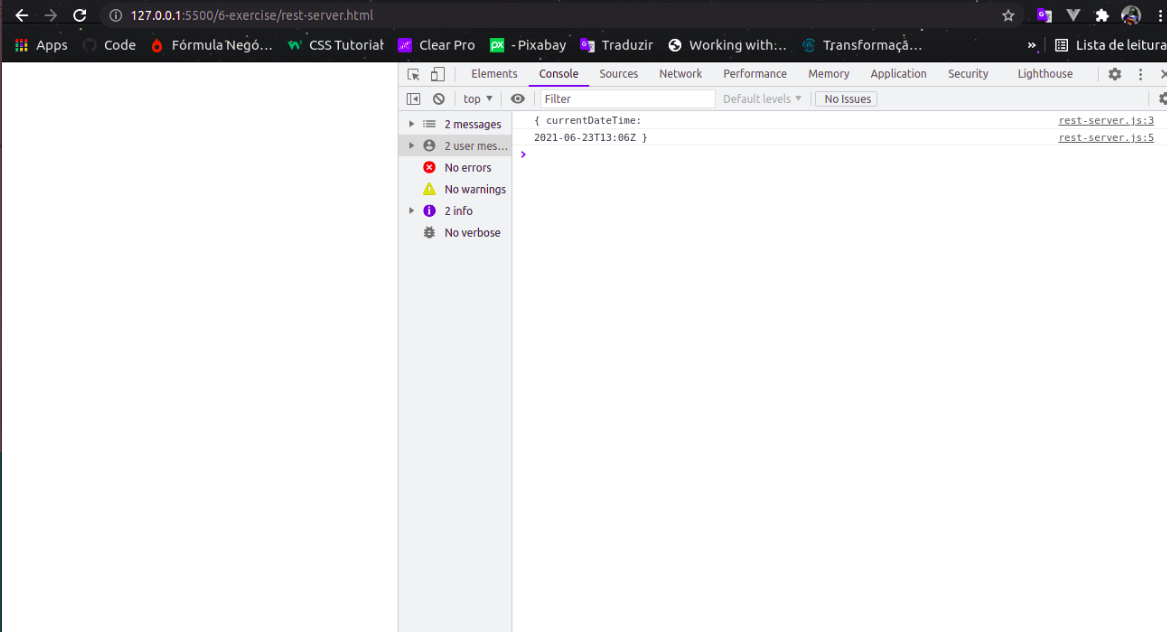 127.0.0.1:5500/6-exercise/rest-server.html
Apps Code Fórmula Negó... CSS Tutorial Clear Pro - Pixabay Traduzir Working with:... Transformaçã... » Lista de leitura
Elements Console Sources Network Performance Memory Application Security Lighthouse
top ▼ Filter Default levels ▼ No Issues
2 messages
{ currentDateTime: rest-server.js:3
2 user mes...
2021-06-23T13:06Z } rest-server.js:5
No errors
No warnings
2 info
No verbose